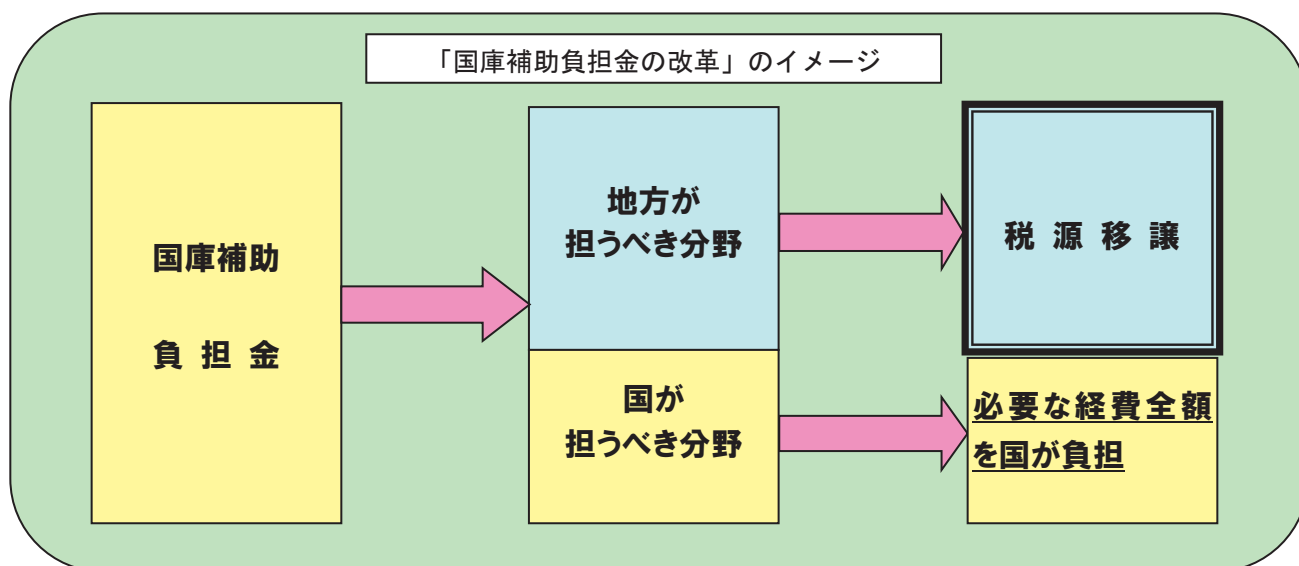 「国庫補助負担金の改革」のイメージ
国庫補助
負 担 金
地方が
担うべき分野
国が
担うべき分野
税 源 移 譲
必要な経費全額
を国が負担